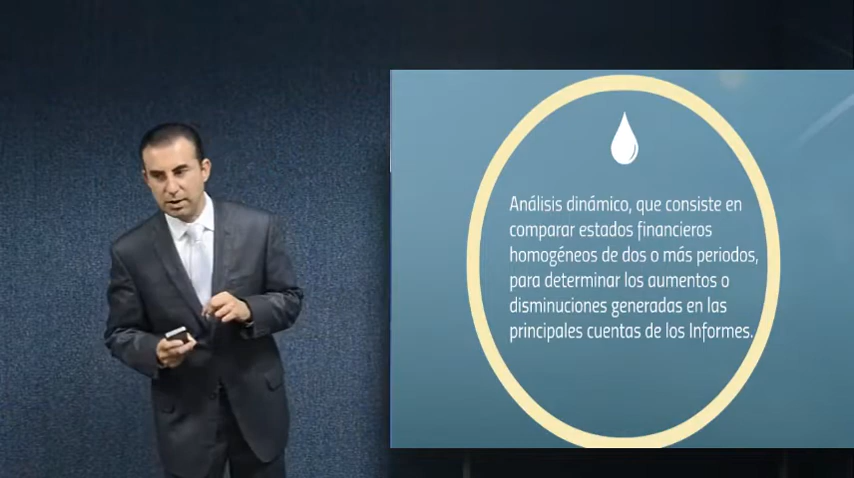 Análisis dinámico, que consiste en
comparar estados financieros
homogéneos de dos o más periodos,
para determinar los aumentos o
disminuciones generadas en las
principales cuentas de los Informes.